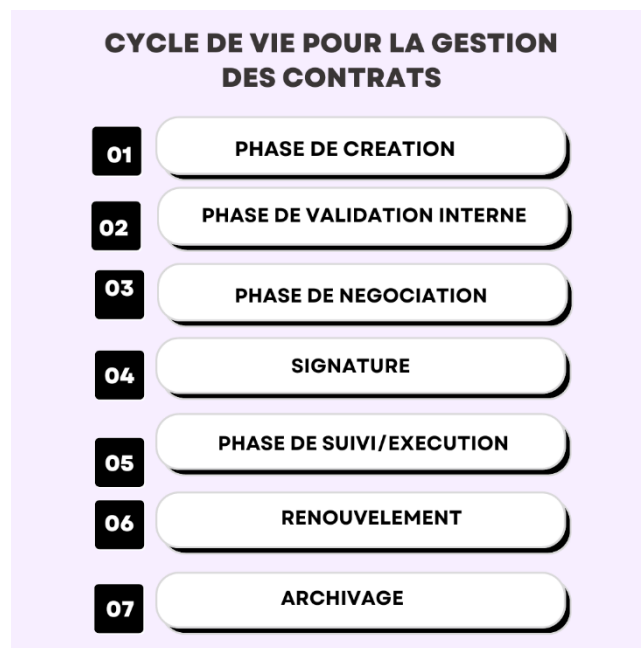 CYCLE DE VIE POUR LA GESTION
DES CONTRATS
01 PHASE DE CREATION
02 PHASE DE VALIDATION INTERNE
03 PHASE DE NEGOCIATION
04 SIGNATURE
05 PHASE DE SUIVI/EXECUTION
06 RENOUVELEMENT
07 ARCHIVAGE